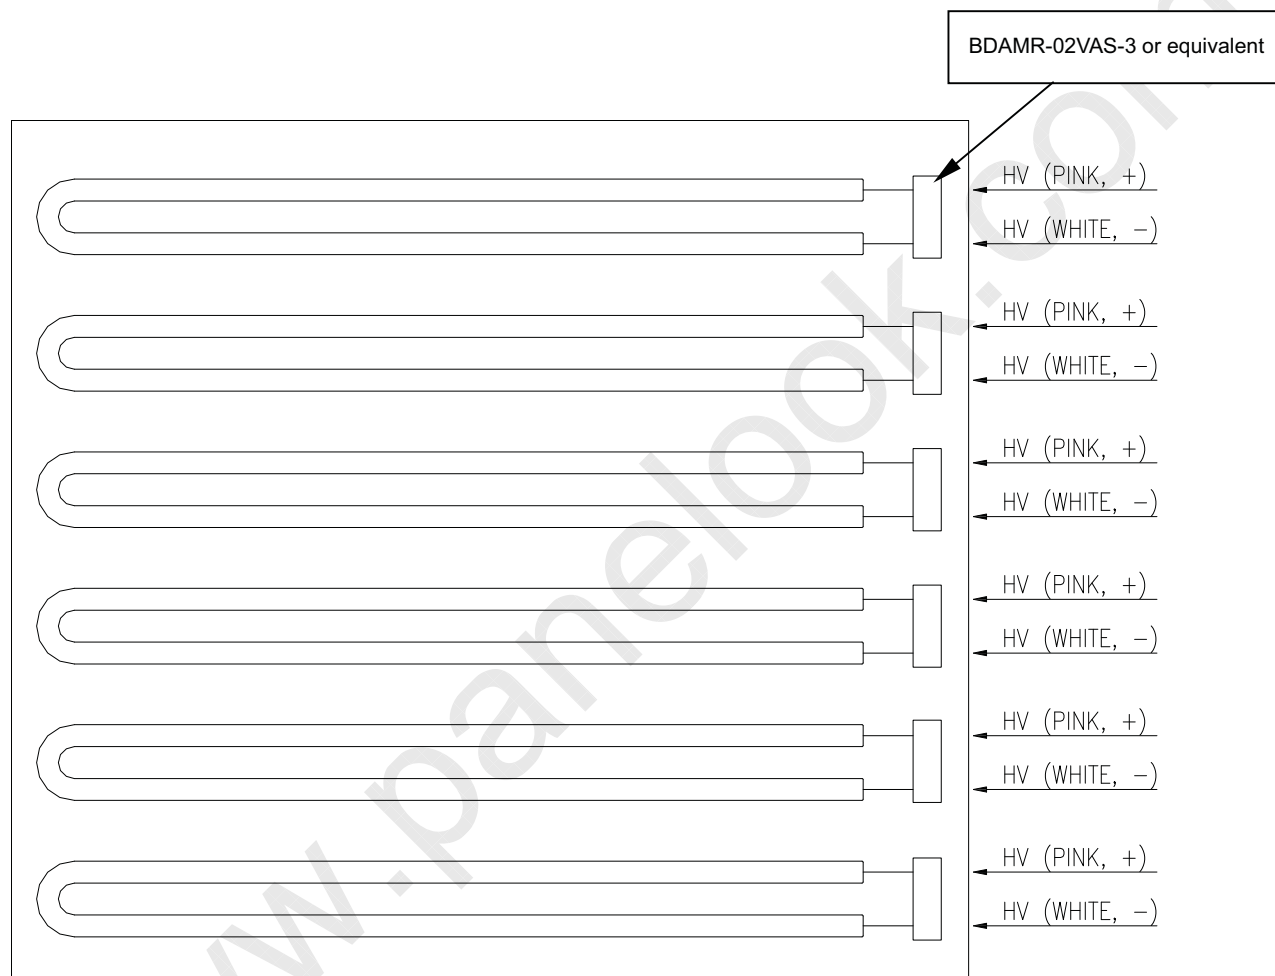 BDAMR-02VAS-3 or equivalent
HV (PINK, +)
HV (WHITE, −)
HV (PINK, +)
HV (WHITE, −)
HV (PINK, +)
HV (WHITE, −)
HV (PINK, +)
HV (WHITE, −)
HV (PINK, +)
HV (WHITE, −)
HV (PINK, +)
HV (WHITE, −)
w.panelook.com